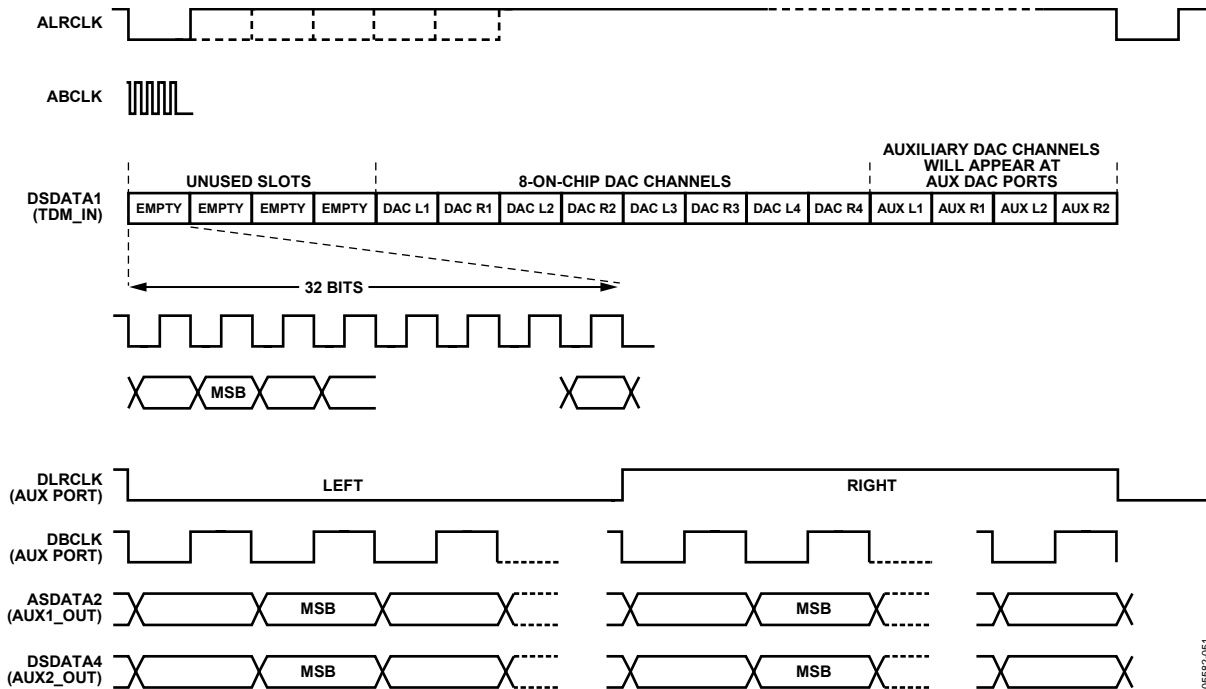 ALRCLK
ABCLK
DSDATA1
(TDM_IN)
UNUSED SLOTS
8-ON-CHIP DAC CHANNELS
AUXILIARY DAC CHANNELS
WILL APPEAR AT
AUX DAC PORTS
EMPTY EMPTY EMPTY EMPTY DAC L1 DAC R1 DAC L2 DAC R2 DAC L3 DAC R3 DAC L4 DAC R4 AUX L1 AUX R1 AUX L2 AUX R2
32 BITS
MSB
DLRCLK
(AUX PORT)
LEFT
RIGHT
DBCLK
(AUX PORT)
ASDATA2
(AUX1_OUT)
MSB
MSB
DSDATA4
(AUX2_OUT)
MSB
MSB
05582-051